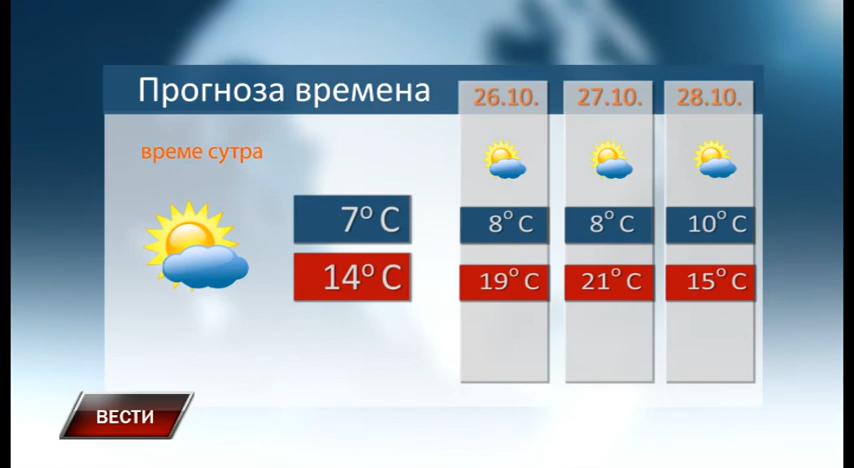 Прогноза времена
26.10. 27.10. 28.10.
време сутра
7° C
14° C
8° C 8° C 10° C
19° C 21° C 15° C
ВЕСТИ